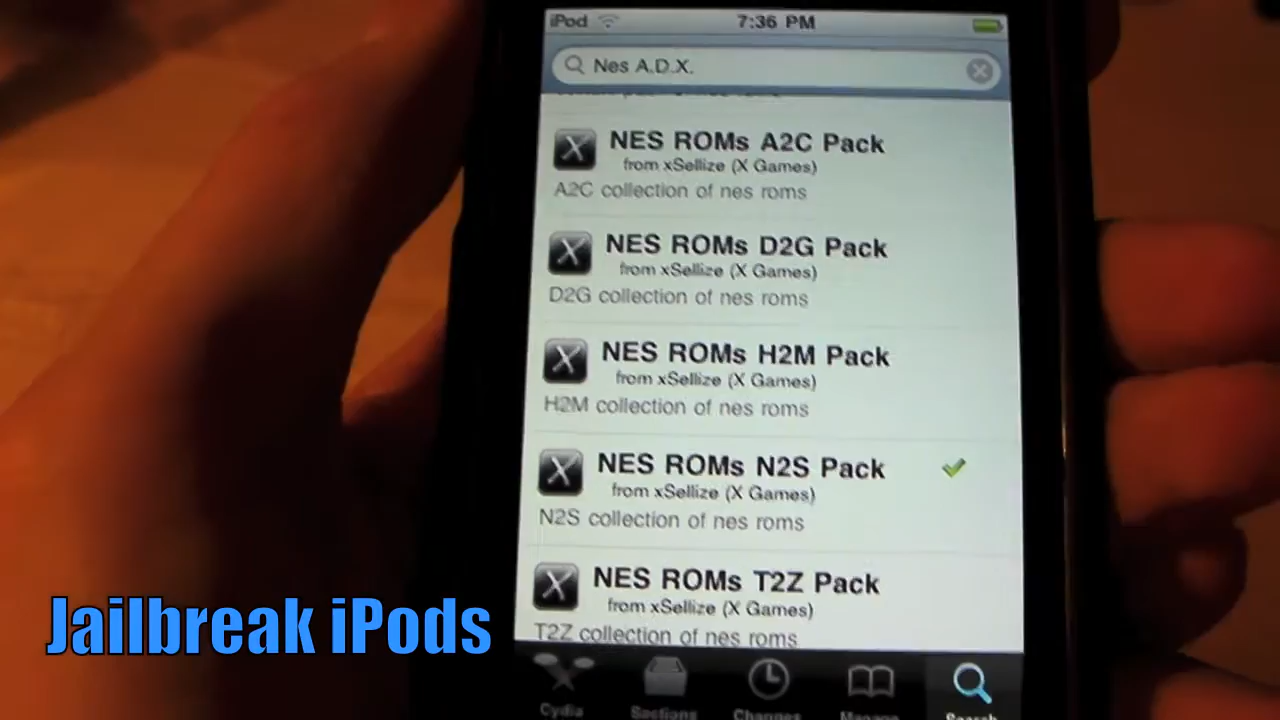 iPod 7:36 PM
Nes A.D.X.
NES ROMs A2C Pack
from xSellize (X Games)
A2C collection of nes roms
NES ROMs D2G Pack
from xSellize (X Games)
D2G collection of nes roms
NES ROMs H2M Pack
from xSellize (X Games)
H2M collection of nes roms
NES ROMs N2S Pack
from xSellize (X Games)
N2S collection of nes roms
NES ROMs T2Z Pack
from xSellize (X Games)
T2Z collection of nes roms
Cydia Sections Changes Manage Search
Jailbreak iPods